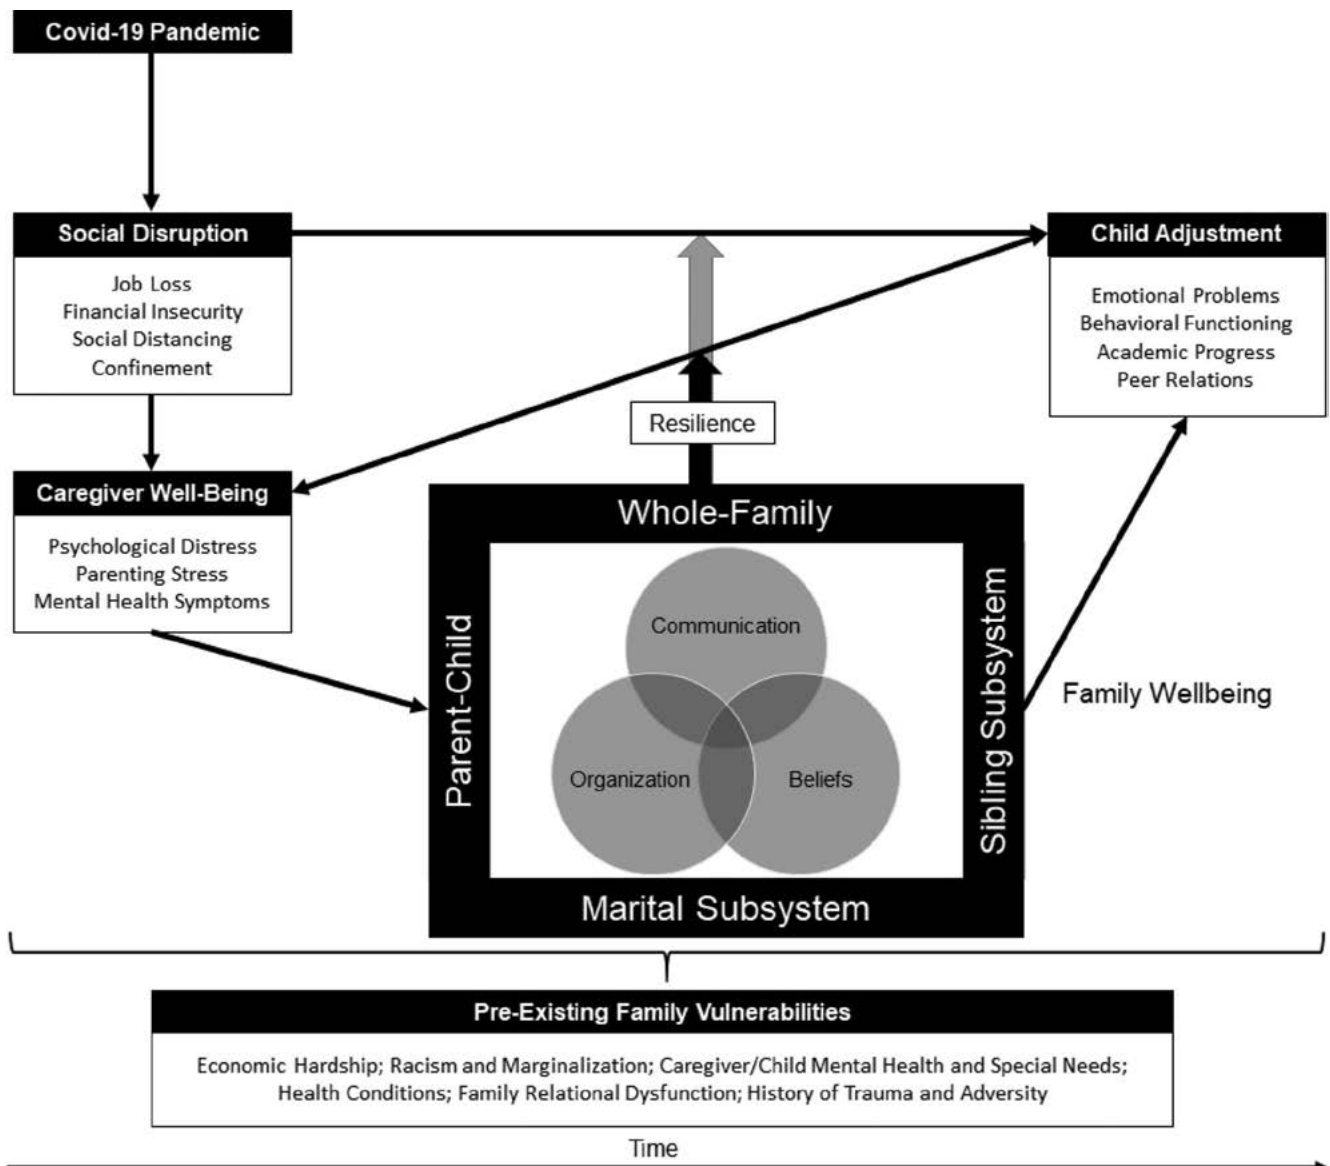 Covid-19 Pandemic
Social Disruption
Job Loss
Financial Insecurity
Social Distancing
Confinement
Child Adjustment
Emotional Problems
Behavioral Functioning
Academic Progress
Peer Relations
Resilience
Caregiver Well-Being
Psychological Distress
Parenting Stress
Mental Health Symptoms
Whole-Family
Parent-Child
Communication
Organization
Beliefs
Sibling Subsystem
Marital Subsystem
Family Wellbeing
Pre-Existing Family Vulnerabilities
Economic Hardship; Racism and Marginalization; Caregiver/Child Mental Health and Special Needs;
Health Conditions; Family Relational Dysfunction; History of Trauma and Adversity
Time